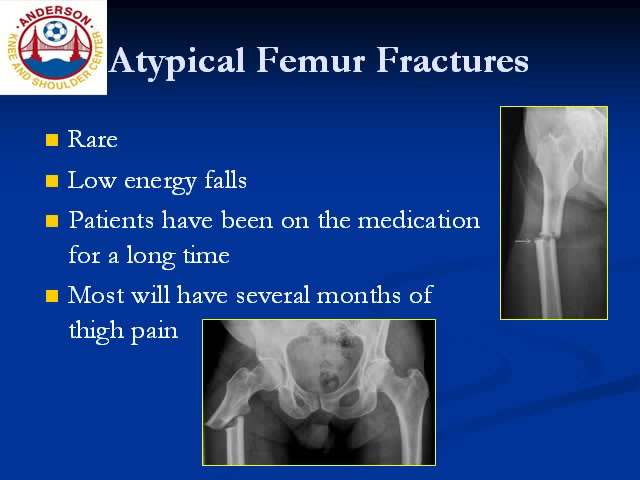 ANDERSON
KNEE AND SHOULDER CENTER
Atypical Femur Fractures
Rare
Low energy falls
Patients have been on the medication
for a long time
Most will have several months of
thigh pain